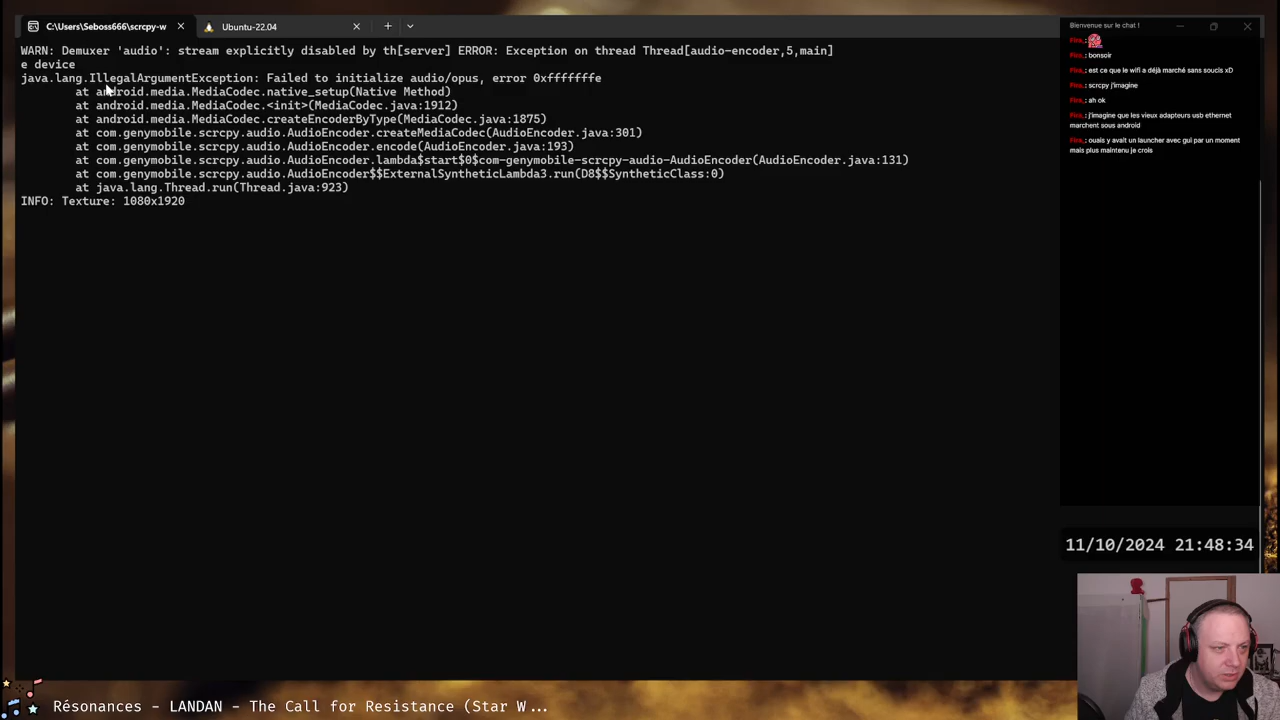 C:\Users\Seboss666\scrcpy-w
Ubuntu-22.04
WARN: Demuxer 'audio': stream explicitly disabled by th[server] ERROR: Exception on thread Thread[audio-encoder,5,main]
e device
java.lang.IllegalArgumentException: Failed to initialize audio/opus, error 0xfffffffe
at android.media.MediaCodec.native_setup(Native Method)
at android.media.MediaCodec.<init>(MediaCodec.java:1912)
at android.media.MediaCodec.createEncoderByType(MediaCodec.java:1875)
at com.genymobile.scrcpy.audio.AudioEncoder.createMediaCodec(AudioEncoder.java:301)
at com.genymobile.scrcpy.audio.AudioEncoder.encode(AudioEncoder.java:193)
at com.genymobile.scrcpy.audio.AudioEncoder.lambda$start$0$com-genymobile-scrcpy-audio-AudioEncoder(AudioEncoder.java:131)
at com.genymobile.scrcpy.audio.AudioEncoder$$ExternalSyntheticLambda3.run(D8$$SyntheticClass:0)
at java.lang.Thread.run(Thread.java:923)
INFO: Texture: 1080x1920
Bienvenue sur le chat !
: bonsoir
: est ce que le wifi a déjà marché sans soucis xD
: scrcpy j'imagine
: ah ok
: j'imagine que les vieux adapteurs usb ethernet
marchent sous android
: ouais y avait un launcher avec gui par un moment
mais plus maintenu je crois
11/10/2024 21:48:34
Résonances - LANDAN - The Call for Resistance (Star W...